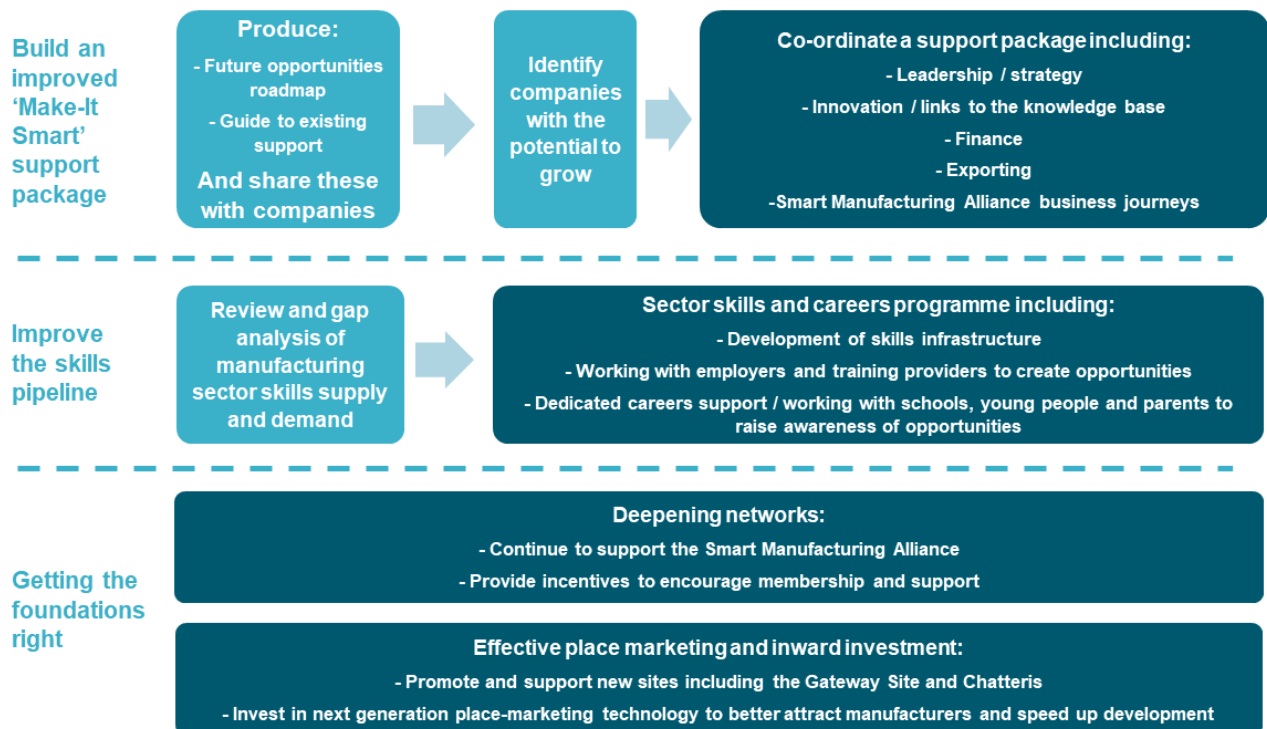 Build an
improved
‘Make-It
Smart’
support
package
Produce:
- Future opportunities
roadmap
- Guide to existing
support
And share these
with companies
Identify
companies
with the
potential to
grow
Co-ordinate a support package including:
- Leadership / strategy
- Innovation / links to the knowledge base
- Finance
- Exporting
-Smart Manufacturing Alliance business journeys
Improve
the skills
pipeline
Review and gap
analysis of
manufacturing
sector skills supply
and demand
Sector skills and careers programme including:
- Development of skills infrastructure
- Working with employers and training providers to create opportunities
- Dedicated careers support / working with schools, young people and parents to
raise awareness of opportunities
Getting the
foundations
right
Deepening networks:
- Continue to support the Smart Manufacturing Alliance
- Provide incentives to encourage membership and support
Effective place marketing and inward investment:
- Promote and support new sites including the Gateway Site and Chatteris
- Invest in next generation place-marketing technology to better attract manufacturers and speed up development